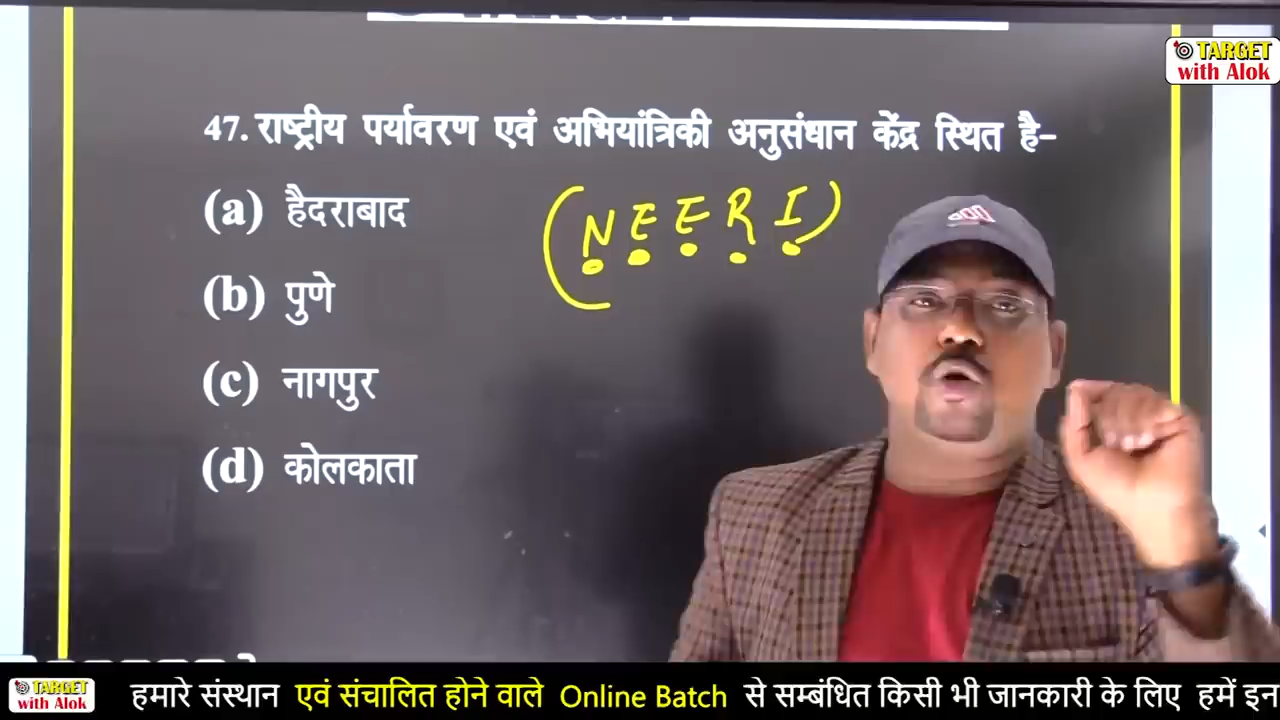 TARGET
with Alok
47. राष्ट्रीय पर्यावरण एवं अभियांत्रिकी अनुसंधान केंद्र स्थित है-
(a) हैदराबाद
(NEERI)
(b) पुणे
(c) नागपुर
(d) कोलकाता
TARGET
with Alok
हमारे संस्थान एवं संचालित होने वाले Online Batch से सम्बंधित किसी भी जानकारी के लिए हमें इन